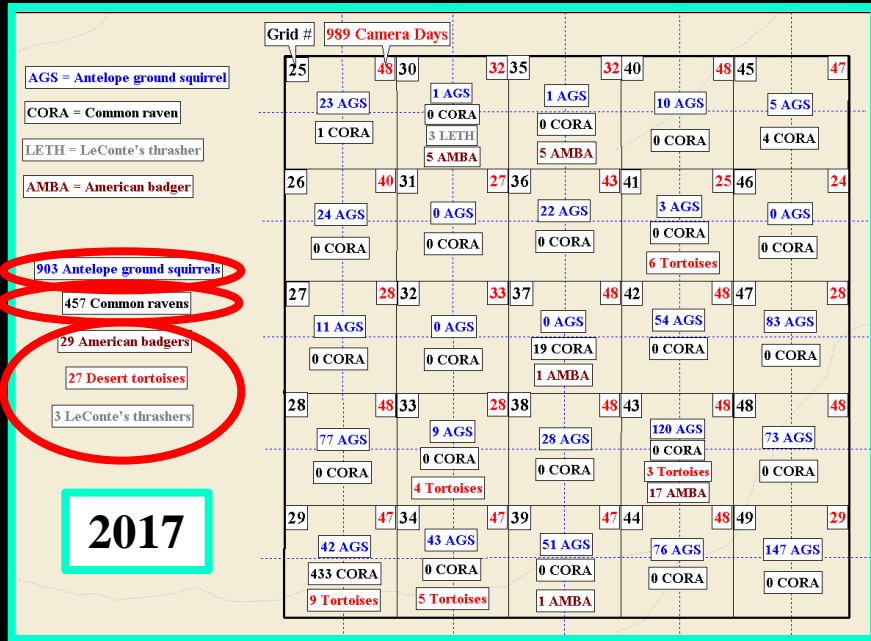 Grid #
989 Camera Days
AGS = Antelope ground squirrel
CORA = Common raven
LETH = LeConte's thrasher
AMBA = American badger
903 Antelope ground squirrels
457 Common ravens
29 American badgers
27 Desert tortoises
3 LeConte's thrashers
2017
25 48
23 AGS
1 CORA
30 32
1 AGS
0 CORA
3 LETH
5 AMBA
35 32
1 AGS
0 CORA
5 AMBA
40 48
10 AGS
0 CORA
45 47
5 AGS
4 CORA
26 40
24 AGS
0 CORA
31 27
0 AGS
0 CORA
36 43
22 AGS
0 CORA
41 25
3 AGS
0 CORA
6 Tortoises
46 24
0 AGS
0 CORA
27 28
11 AGS
0 CORA
32 33
0 AGS
0 CORA
37 48
0 AGS
19 CORA
1 AMBA
42 48
54 AGS
0 CORA
47 28
83 AGS
0 CORA
28 48
77 AGS
0 CORA
33 28
9 AGS
0 CORA
4 Tortoises
38 48
28 AGS
0 CORA
43 48
120 AGS
0 CORA
3 Tortoises
17 AMBA
48 48
73 AGS
0 CORA
29 47
42 AGS
433 CORA
9 Tortoises
34 47
43 AGS
0 CORA
5 Tortoises
39 47
51 AGS
0 CORA
1 AMBA
44 48
76 AGS
0 CORA
49 29
147 AGS
0 CORA